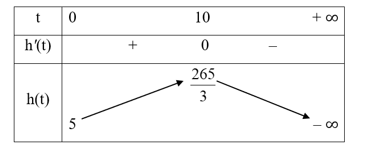 t 0 10 + ∞
h'(t) + 0 −
265
3
h(t)
5 − ∞